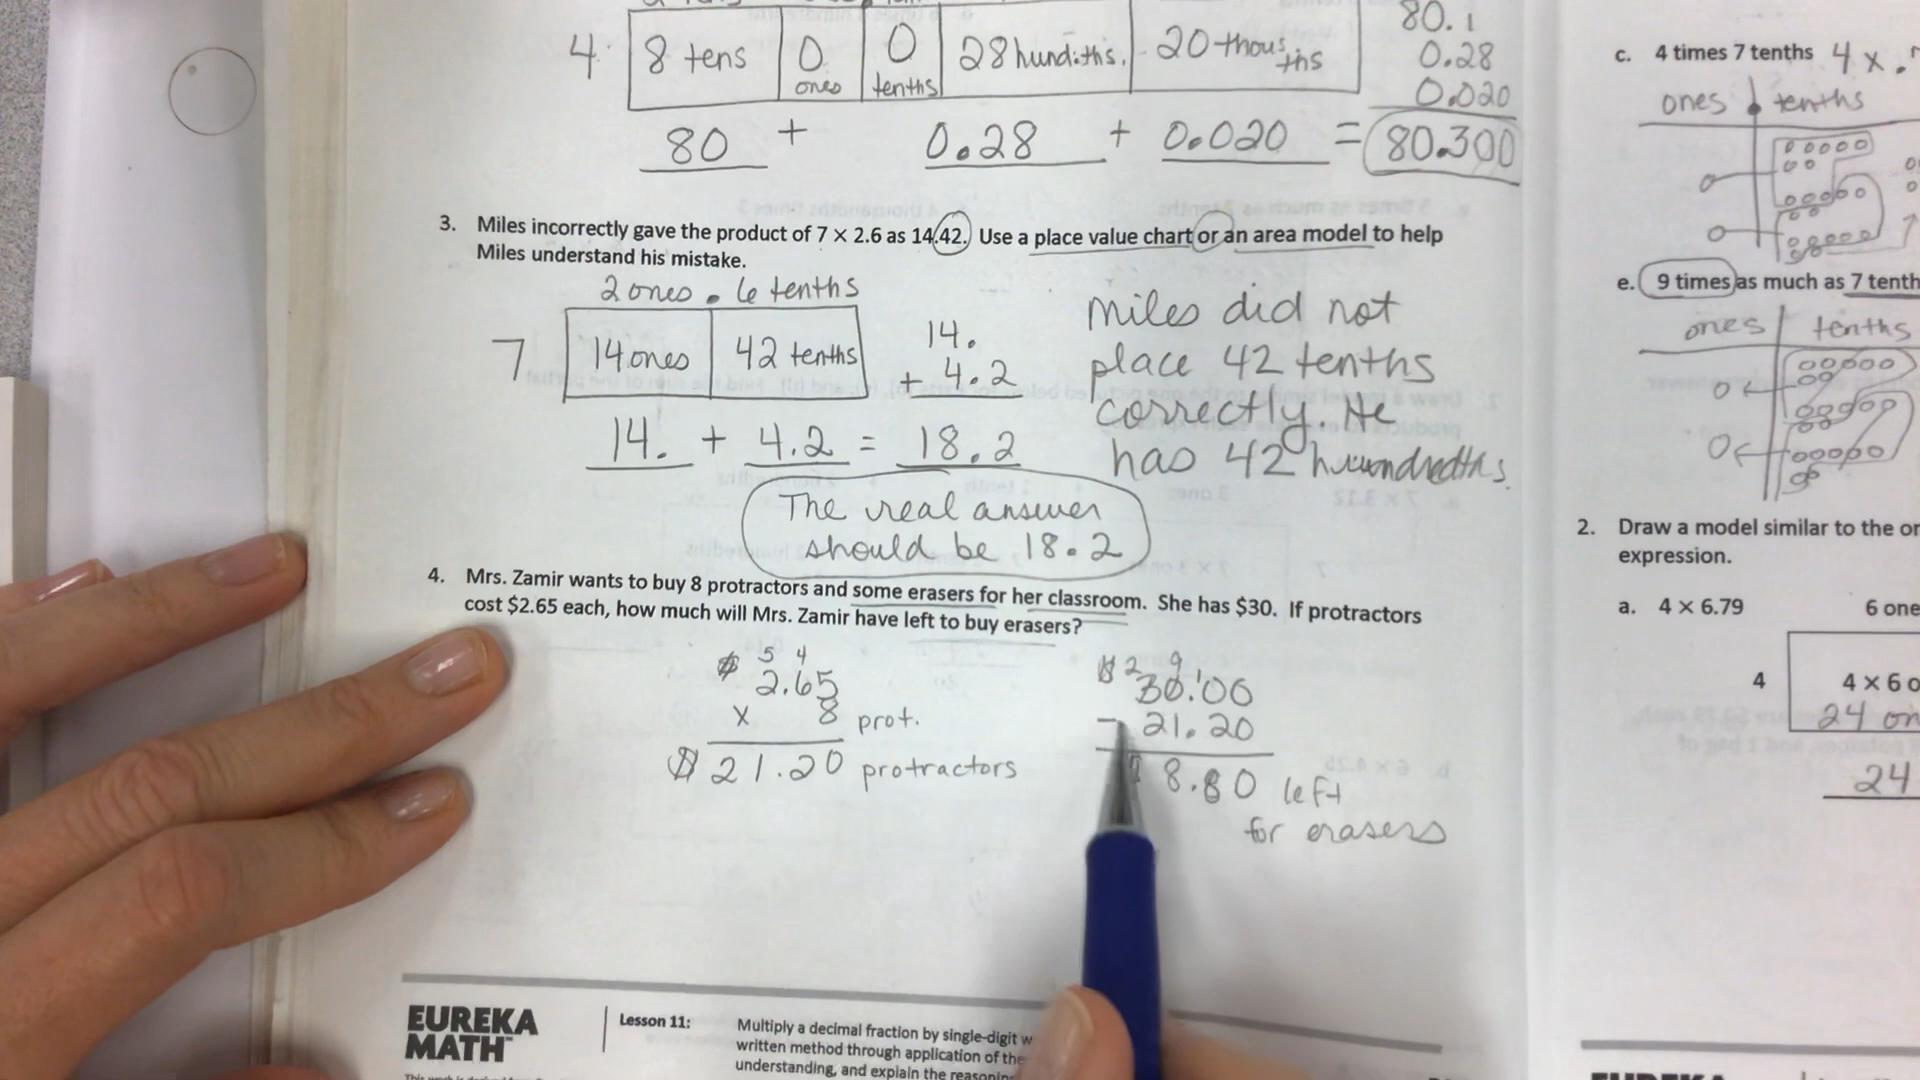 80.1
4 8 tens 0 ones 0 tenths 28 hundiths. 20 thous ths
0.28
0.020
80 + 0.28 + 0.020 = 80.300
3. Miles incorrectly gave the product of 7 × 2.6 as 14.42. Use a place value chart or an area model to help
Miles understand his mistake.
2 ones . 6 tenths
7 14 ones 42 tenths
14.
+ 4.2
14. + 4.2 = 18.2
Miles did not
place 42 tenths
correctly. He
has 42 hundredths.
The real answer
should be 18.2
4. Mrs. Zamir wants to buy 8 protractors and some erasers for her classroom. She has $30. If protractors
cost $2.65 each, how much will Mrs. Zamir have left to buy erasers?
5 4
$ 2.65
x 8 prot.
$21.20 protractors
2 9 1
$ 30.00
- 21.20
8.80 left
for erasers
EUREKA
MATH
Lesson 11:
Multiply a decimal fraction by single-digit
written method through application of the
understanding, and explain the
c. 4 times 7 tenths 4 x .
ones . tenths
e. 9 times as much as 7 tenth
ones tenths
2. Draw a model similar to the
expression.
a. 4 × 6.79 6 one
4 4 × 6
24
24